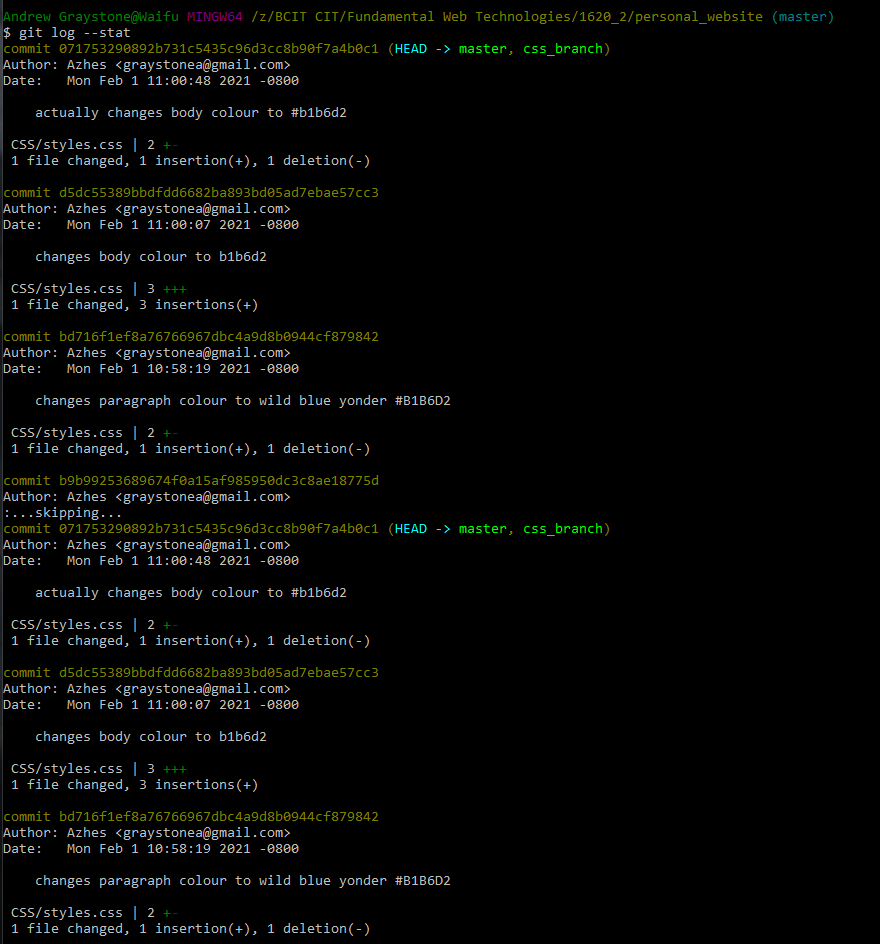 Andrew Graystone@Waifu MINGW64 /z/BCIT CIT/Fundamental Web Technologies/1620_2/personal_website (master)
$ git log --stat
commit 071753290892b731c5435c96d3cc8b90f7a4b0c1 (HEAD -> master, css_branch)
Author: Azhes <graystonea@gmail.com>
Date:   Mon Feb 1 11:00:48 2021 -0800
    actually changes body colour to #b1b6d2
 CSS/styles.css | 2 +-
 1 file changed, 1 insertion(+), 1 deletion(-)
commit d5dc55389bbdfdd6682ba893bd05ad7ebae57cc3
Author: Azhes <graystonea@gmail.com>
Date:   Mon Feb 1 11:00:07 2021 -0800
    changes body colour to b1b6d2
 CSS/styles.css | 3 +++
 1 file changed, 3 insertions(+)
commit bd716f1ef8a76766967dbc4a9d8b0944cf879842
Author: Azhes <graystonea@gmail.com>
Date:   Mon Feb 1 10:58:19 2021 -0800
    changes paragraph colour to wild blue yonder #B1B6D2
 CSS/styles.css | 2 +-
 1 file changed, 1 insertion(+), 1 deletion(-)
commit b9b99253689674f0a15af985950dc3c8ae18775d
Author: Azhes <graystonea@gmail.com>
:...skipping...
commit 071753290892b731c5435c96d3cc8b90f7a4b0c1 (HEAD -> master, css_branch)
Author: Azhes <graystonea@gmail.com>
Date:   Mon Feb 1 11:00:48 2021 -0800
    actually changes body colour to #b1b6d2
 CSS/styles.css | 2 +-
 1 file changed, 1 insertion(+), 1 deletion(-)
commit d5dc55389bbdfdd6682ba893bd05ad7ebae57cc3
Author: Azhes <graystonea@gmail.com>
Date:   Mon Feb 1 11:00:07 2021 -0800
    changes body colour to b1b6d2
 CSS/styles.css | 3 +++
 1 file changed, 3 insertions(+)
commit bd716f1ef8a76766967dbc4a9d8b0944cf879842
Author: Azhes <graystonea@gmail.com>
Date:   Mon Feb 1 10:58:19 2021 -0800
    changes paragraph colour to wild blue yonder #B1B6D2
 CSS/styles.css | 2 +-
 1 file changed, 1 insertion(+), 1 deletion(-)